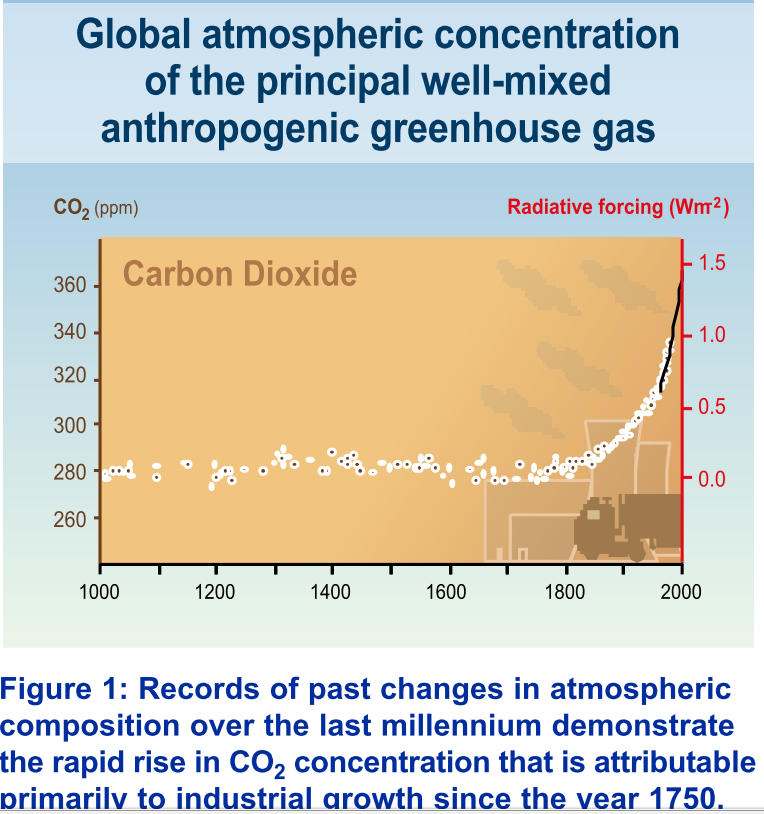 Global atmospheric concentration
of the principal well-mixed
anthropogenic greenhouse gas
CO₂ (ppm)
Radiative forcing (Wm⁻²)
Carbon Dioxide
360
340
320
300
280
260
1.5
1.0
0.5
0.0
1000 1200 1400 1600 1800 2000
Figure 1: Records of past changes in atmospheric
composition over the last millennium demonstrate
the rapid rise in CO₂ concentration that is attributable
primarily to industrial growth since the year 1750.